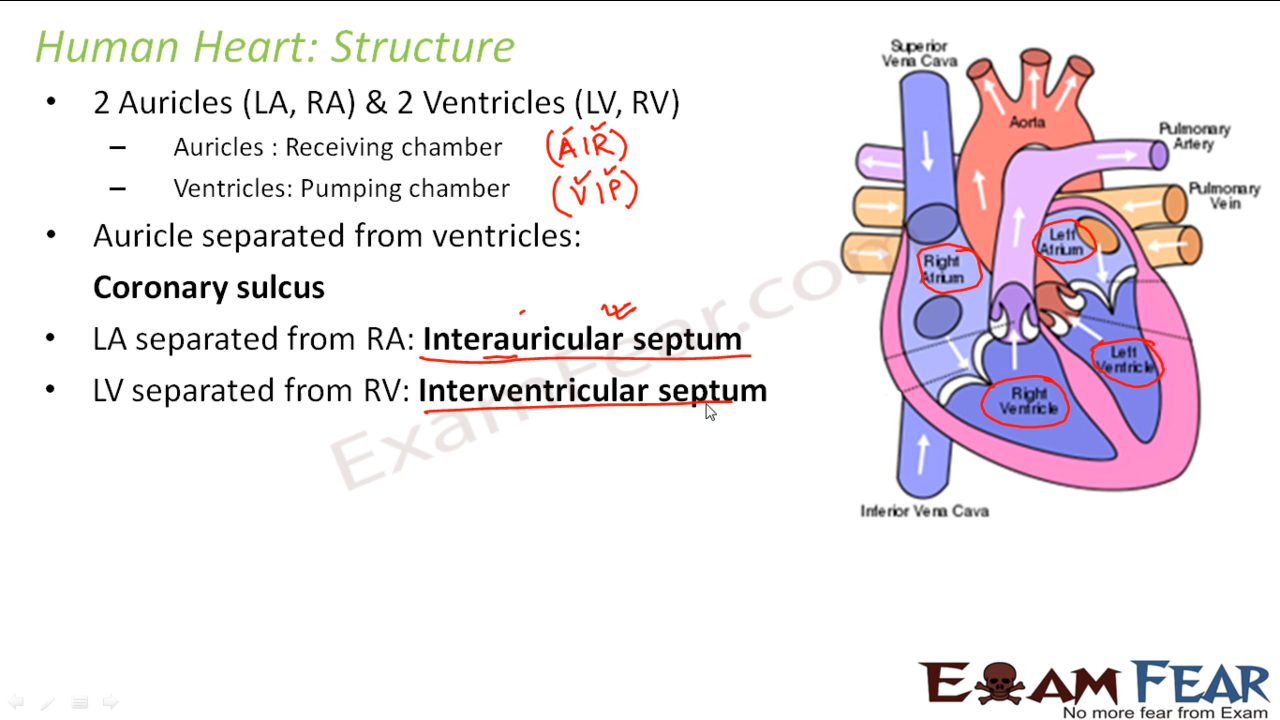 Human Heart: Structure
• 2 Auricles (LA, RA) & 2 Ventricles (LV, RV)
– Auricles : Receiving chamber (A|R)
– Ventricles: Pumping chamber (V|P)
• Auricle separated from ventricles:
Coronary sulcus
• LA separated from RA: Interauricular septum
• LV separated from RV: Interventricular septum
Superior
Vena Cava
Aorta
Pulmonary
Artery
Pulmonary
Vein
Left
Atrium
Right
Atrium
Left
Ventricle
Right
Ventricle
Inferior Vena Cava
ExamFear.com
EXAM FEAR
No more fear from Exam